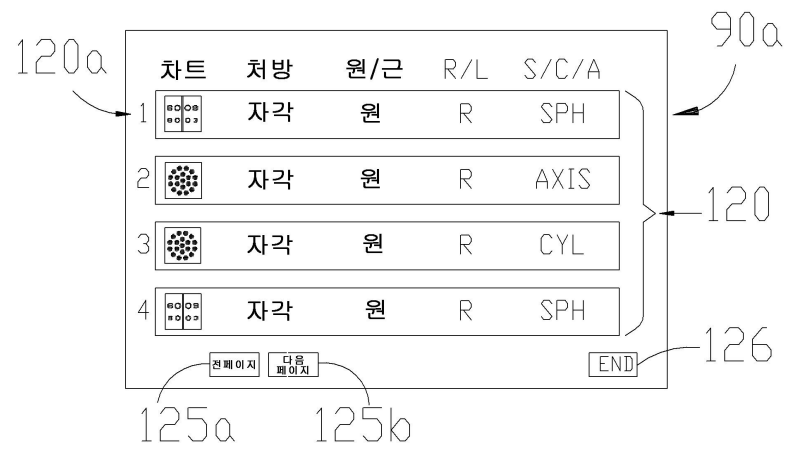 90a
120a
차트 처방 원/근 R/L S/C/A
1 자각 원 R SPH
2 자각 원 R AXIS
120
3 자각 원 R CYL
4 자각 원 R SPH
전페이지 다음 페이지 END
126
125a 125b